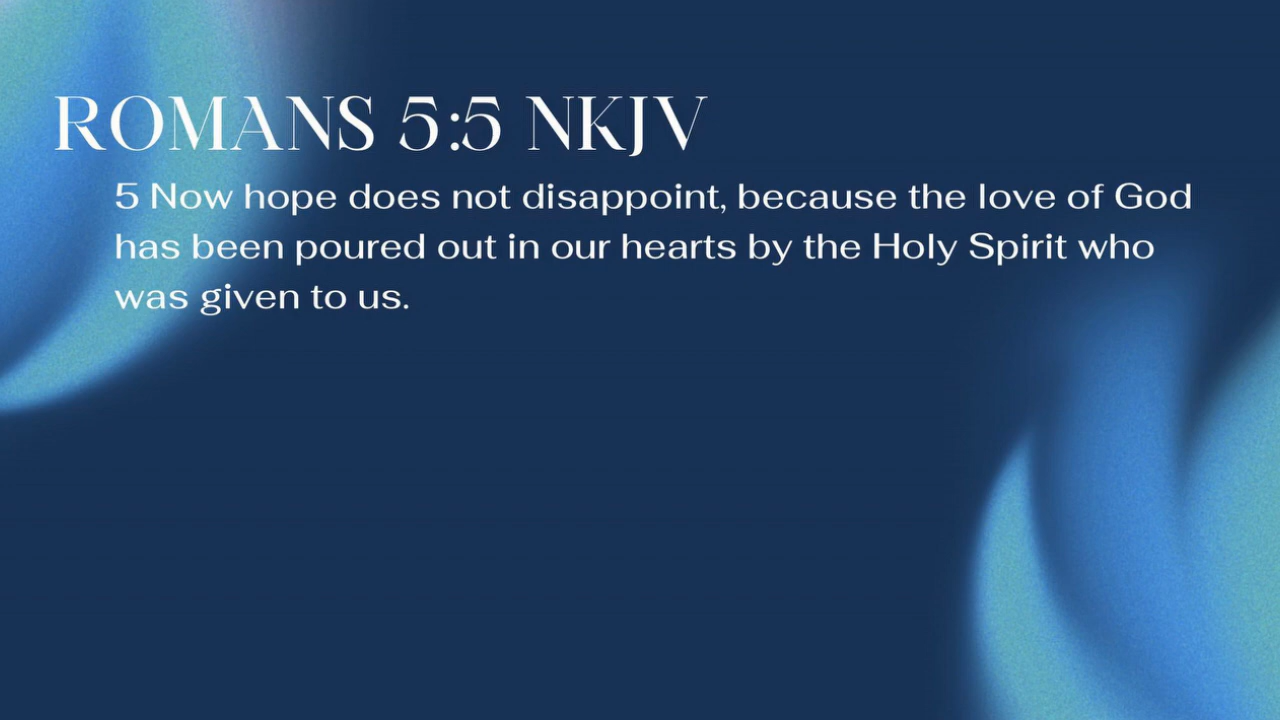 ROMANS 5:5 NKJV
5 Now hope does not disappoint, because the love of God
has been poured out in our hearts by the Holy Spirit who
was given to us.